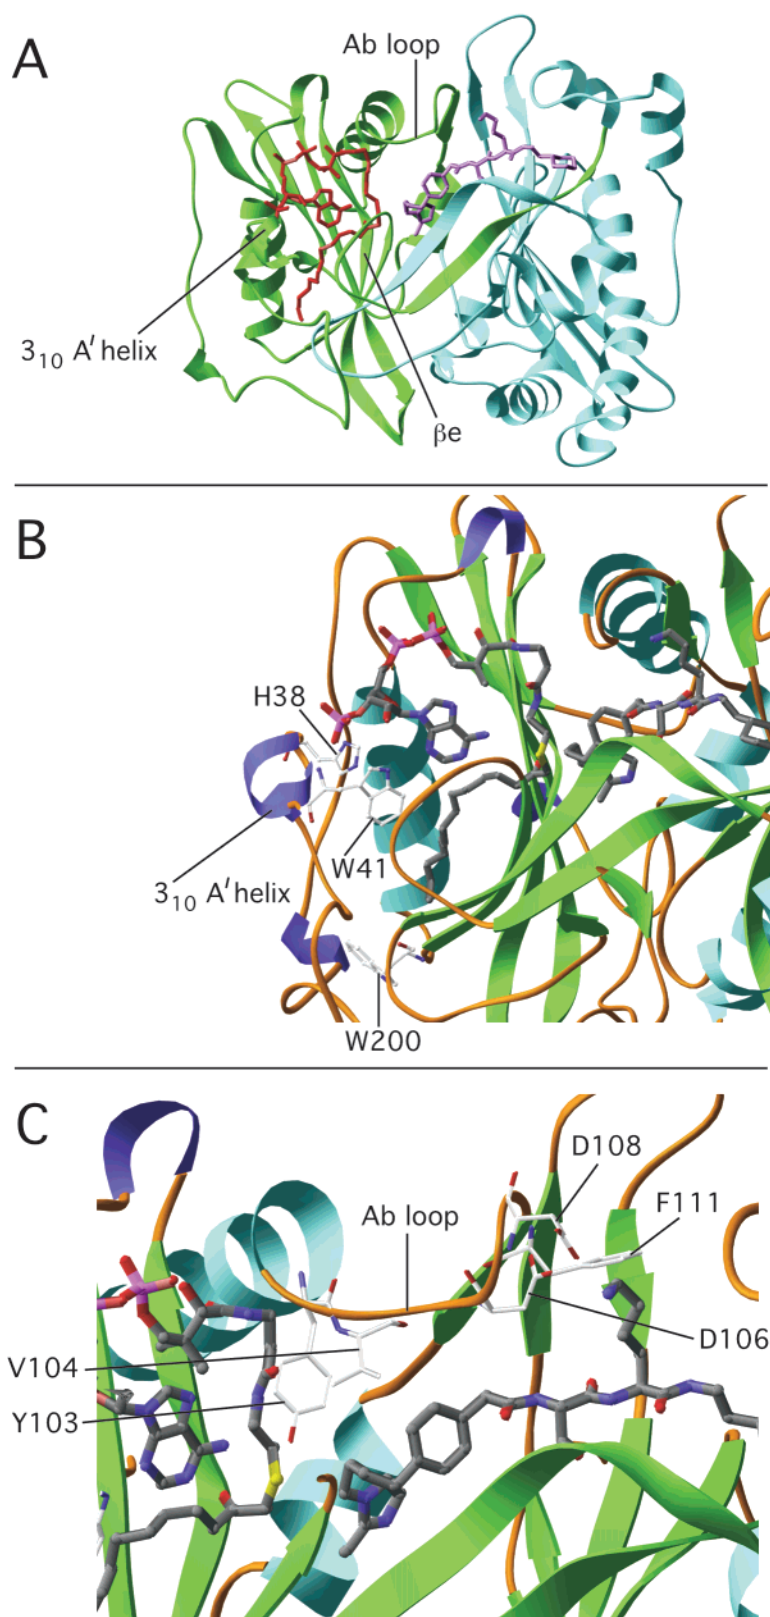 A
Ab loop
3₁₀ A′ helix
βe
B
H38
W41
3₁₀ A′ helix
W200
C
D108
F111
Ab loop
D106
V104
Y103